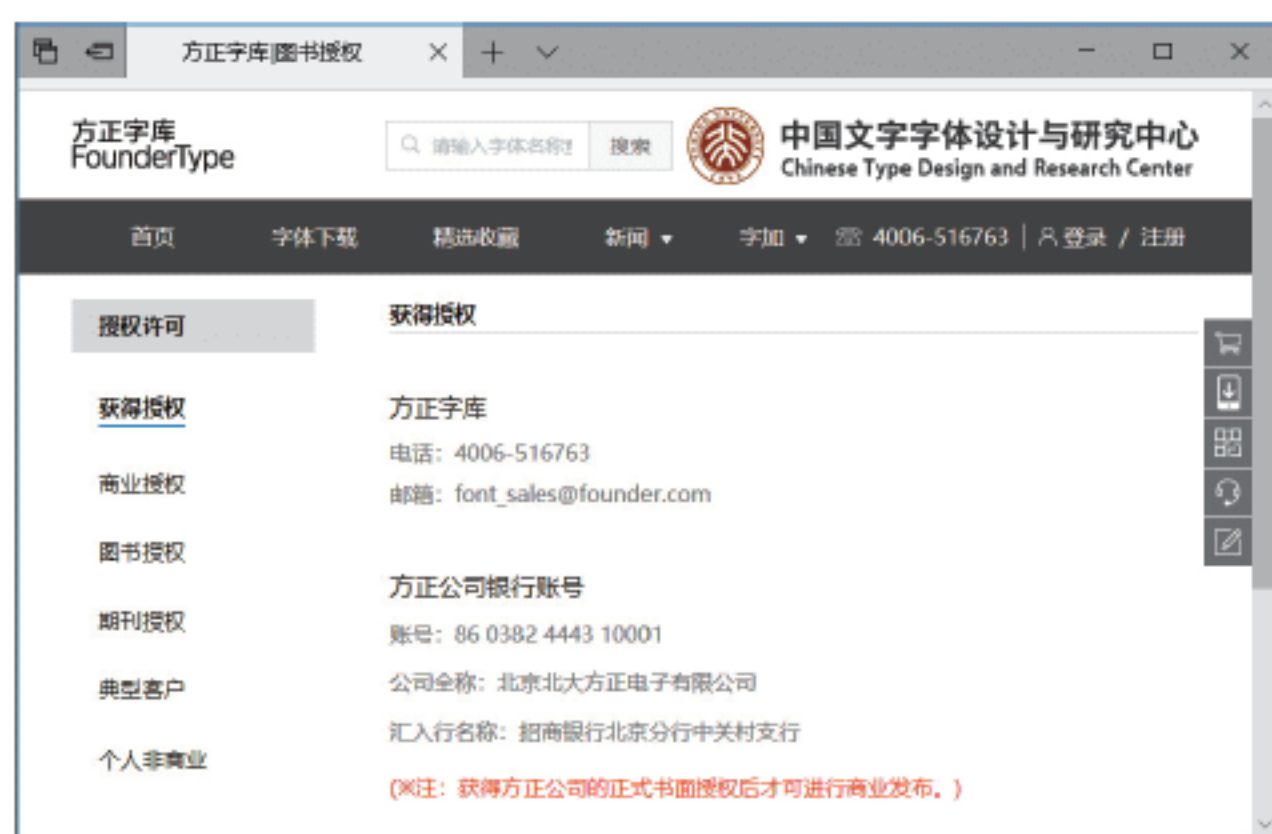 方正字库|图书授权
方正字库
FounderType
请输入字体名称
搜索
中国文字字体设计与研究中心
Chinese Type Design and Research Center
首页 字体下载 精选收藏 新闻 字加 4006-516763 | 登录 / 注册
授权许可
获得授权
商业授权
图书授权
期刊授权
典型客户
个人非商业
获得授权
方正字库
电话：4006-516763
邮箱：font_sales@founder.com
方正公司银行账号
账号：86 0382 4443 10001
公司全称：北京北大方正电子有限公司
汇入行名称：招商银行北京分行中关村支行
(※注：获得方正公司的正式书面授权后才可进行商业发布。)